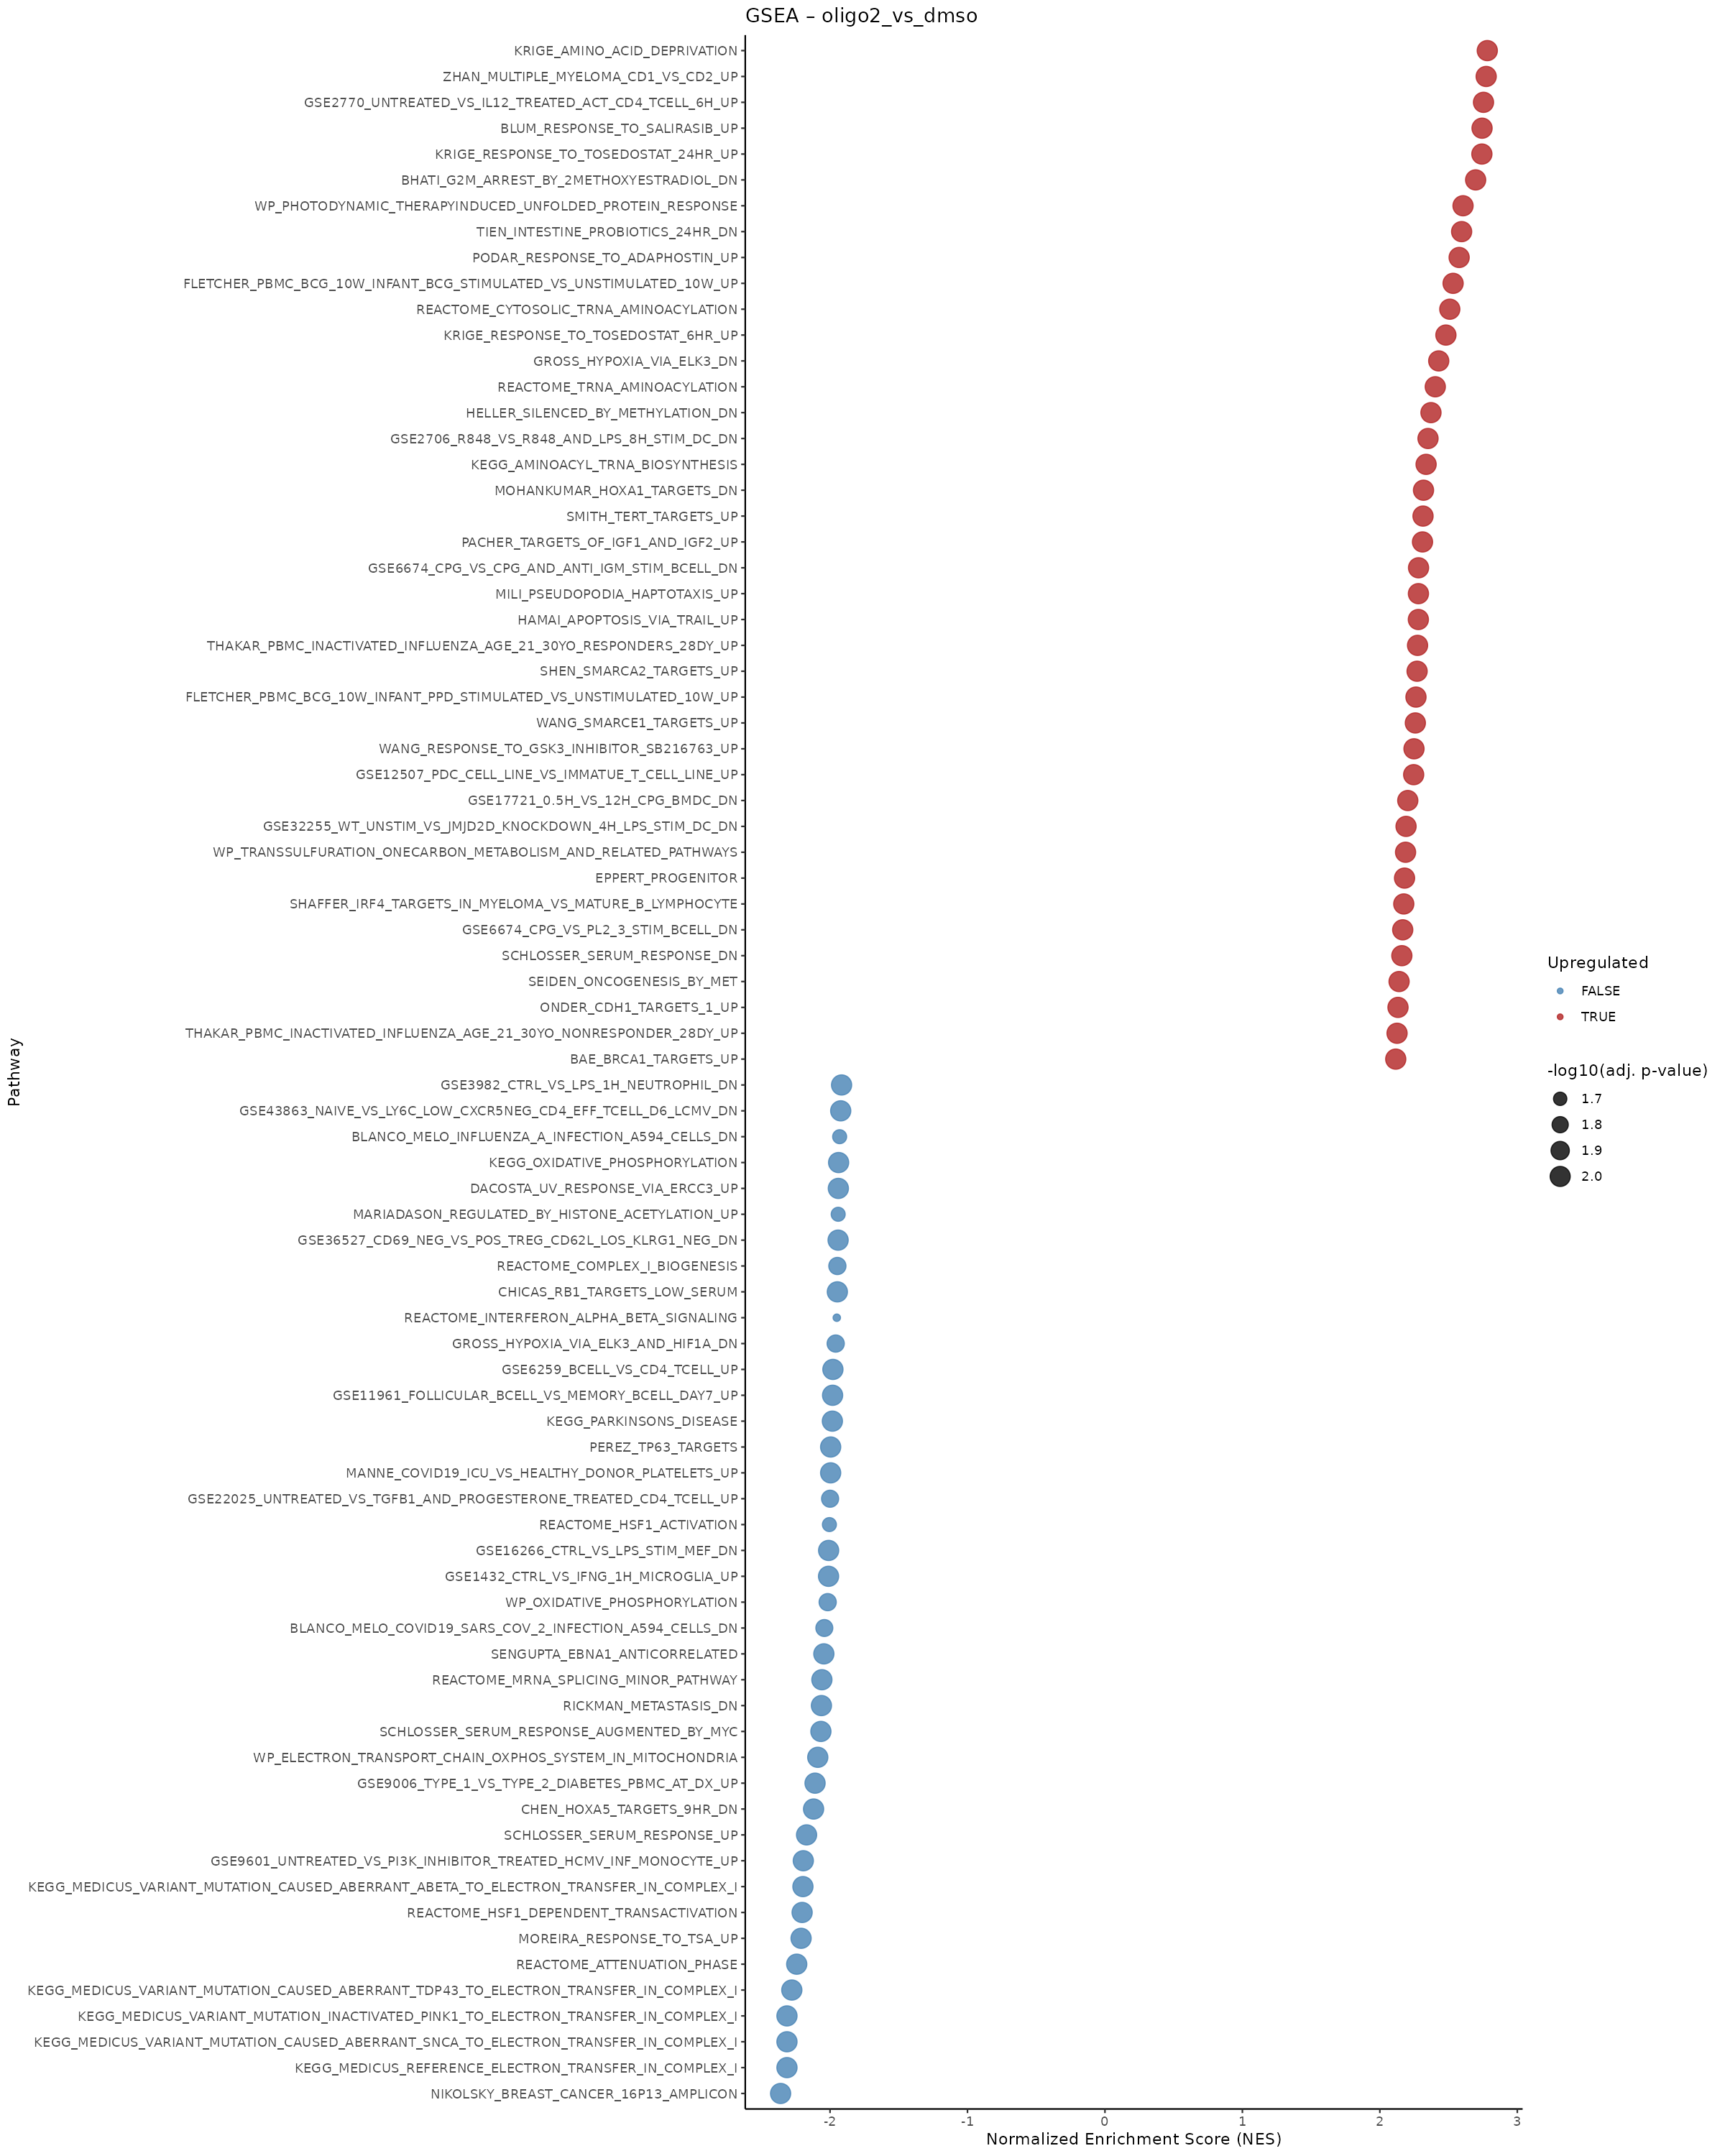 GSEA – oligo2_vs_dmso
KRIGE_AMINO_ACID_DEPRIVATION
ZHAN_MULTIPLE_MYELOMA_CD1_VS_CD2_UP
GSE2770_UNTREATED_VS_IL12_TREATED_ACT_CD4_TCELL_6H_UP
BLUM_RESPONSE_TO_SALIRASIB_UP
KRIGE_RESPONSE_TO_TOSEDOSTAT_24HR_UP
BHATI_G2M_ARREST_BY_2METHOXYESTRADIOL_DN
WP_PHOTODYNAMIC_THERAPYINDUCED_UNFOLDED_PROTEIN_RESPONSE
TIEN_INTESTINE_PROBIOTICS_24HR_DN
PODAR_RESPONSE_TO_ADAPHOSTIN_UP
FLETCHER_PBMC_BCG_10W_INFANT_BCG_STIMULATED_VS_UNSTIMULATED_10W_UP
REACTOME_CYTOSOLIC_TRNA_AMINOACYLATION
KRIGE_RESPONSE_TO_TOSEDOSTAT_6HR_UP
GROSS_HYPOXIA_VIA_ELK3_DN
REACTOME_TRNA_AMINOACYLATION
HELLER_SILENCED_BY_METHYLATION_DN
GSE2706_R848_VS_R848_AND_LPS_8H_STIM_DC_DN
KEGG_AMINOACYL_TRNA_BIOSYNTHESIS
MOHANKUMAR_HOXA1_TARGETS_DN
SMITH_TERT_TARGETS_UP
PACHER_TARGETS_OF_IGF1_AND_IGF2_UP
GSE6674_CPG_VS_CPG_AND_ANTI_IGM_STIM_BCELL_DN
MILI_PSEUDOPODIA_HAPTOTAXIS_UP
HAMAI_APOPTOSIS_VIA_TRAIL_UP
THAKAR_PBMC_INACTIVATED_INFLUENZA_AGE_21_30YO_RESPONDERS_28DY_UP
SHEN_SMARCA2_TARGETS_UP
FLETCHER_PBMC_BCG_10W_INFANT_PPD_STIMULATED_VS_UNSTIMULATED_10W_UP
WANG_SMARCE1_TARGETS_UP
WANG_RESPONSE_TO_GSK3_INHIBITOR_SB216763_UP
GSE12507_PDC_CELL_LINE_VS_IMMATUE_T_CELL_LINE_UP
GSE17721_0.5H_VS_12H_CPG_BMDC_DN
GSE32255_WT_UNSTIM_VS_JMJD2D_KNOCKDOWN_4H_LPS_STIM_DC_DN
WP_TRANSSULFURATION_ONECARBON_METABOLISM_AND_RELATED_PATHWAYS
EPPERT_PROGENITOR
SHAFFER_IRF4_TARGETS_IN_MYELOMA_VS_MATURE_B_LYMPHOCYTE
GSE6674_CPG_VS_PL2_3_STIM_BCELL_DN
SCHLOSSER_SERUM_RESPONSE_DN
SEIDEN_ONCOGENESIS_BY_MET
ONDER_CDH1_TARGETS_1_UP
THAKAR_PBMC_INACTIVATED_INFLUENZA_AGE_21_30YO_NONRESPONDER_28DY_UP
BAE_BRCA1_TARGETS_UP
GSE3982_CTRL_VS_LPS_1H_NEUTROPHIL_DN
GSE43863_NAIVE_VS_LY6C_LOW_CXCR5NEG_CD4_EFF_TCELL_D6_LCMV_DN
BLANCO_MELO_INFLUENZA_A_INFECTION_A594_CELLS_DN
KEGG_OXIDATIVE_PHOSPHORYLATION
DACOSTA_UV_RESPONSE_VIA_ERCC3_UP
MARIADASON_REGULATED_BY_HISTONE_ACETYLATION_UP
GSE36527_CD69_NEG_VS_POS_TREG_CD62L_LOS_KLRG1_NEG_DN
REACTOME_COMPLEX_I_BIOGENESIS
CHICAS_RB1_TARGETS_LOW_SERUM
REACTOME_INTERFERON_ALPHA_BETA_SIGNALING
GROSS_HYPOXIA_VIA_ELK3_AND_HIF1A_DN
GSE6259_BCELL_VS_CD4_TCELL_UP
GSE11961_FOLLICULAR_BCELL_VS_MEMORY_BCELL_DAY7_UP
KEGG_PARKINSONS_DISEASE
PEREZ_TP63_TARGETS
MANNE_COVID19_ICU_VS_HEALTHY_DONOR_PLATELETS_UP
GSE22025_UNTREATED_VS_TGFB1_AND_PROGESTERONE_TREATED_CD4_TCELL_UP
REACTOME_HSF1_ACTIVATION
GSE16266_CTRL_VS_LPS_STIM_MEF_DN
GSE1432_CTRL_VS_IFNG_1H_MICROGLIA_UP
WP_OXIDATIVE_PHOSPHORYLATION
BLANCO_MELO_COVID19_SARS_COV_2_INFECTION_A594_CELLS_DN
SENGUPTA_EBNA1_ANTICORRELATED
REACTOME_MRNA_SPLICING_MINOR_PATHWAY
RICKMAN_METASTASIS_DN
SCHLOSSER_SERUM_RESPONSE_AUGMENTED_BY_MYC
WP_ELECTRON_TRANSPORT_CHAIN_OXPHOS_SYSTEM_IN_MITOCHONDRIA
GSE9006_TYPE_1_VS_TYPE_2_DIABETES_PBMC_AT_DX_UP
CHEN_HOXA5_TARGETS_9HR_DN
SCHLOSSER_SERUM_RESPONSE_UP
GSE9601_UNTREATED_VS_PI3K_INHIBITOR_TREATED_HCMV_INF_MONOCYTE_UP
KEGG_MEDICUS_VARIANT_MUTATION_CAUSED_ABERRANT_ABETA_TO_ELECTRON_TRANSFER_IN_COMPLEX_I
REACTOME_HSF1_DEPENDENT_TRANSACTIVATION
MOREIRA_RESPONSE_TO_TSA_UP
REACTOME_ATTENUATION_PHASE
KEGG_MEDICUS_VARIANT_MUTATION_CAUSED_ABERRANT_TDP43_TO_ELECTRON_TRANSFER_IN_COMPLEX_I
KEGG_MEDICUS_VARIANT_MUTATION_INACTIVATED_PINK1_TO_ELECTRON_TRANSFER_IN_COMPLEX_I
KEGG_MEDICUS_VARIANT_MUTATION_CAUSED_ABERRANT_SNCA_TO_ELECTRON_TRANSFER_IN_COMPLEX_I
KEGG_MEDICUS_REFERENCE_ELECTRON_TRANSFER_IN_COMPLEX_I
NIKOLSKY_BREAST_CANCER_16P13_AMPLICON
Pathway
-2 -1 0 1 2 3
Normalized Enrichment Score (NES)
Upregulated
FALSE
TRUE
-log10(adj. p-value)
1.7
1.8
1.9
2.0